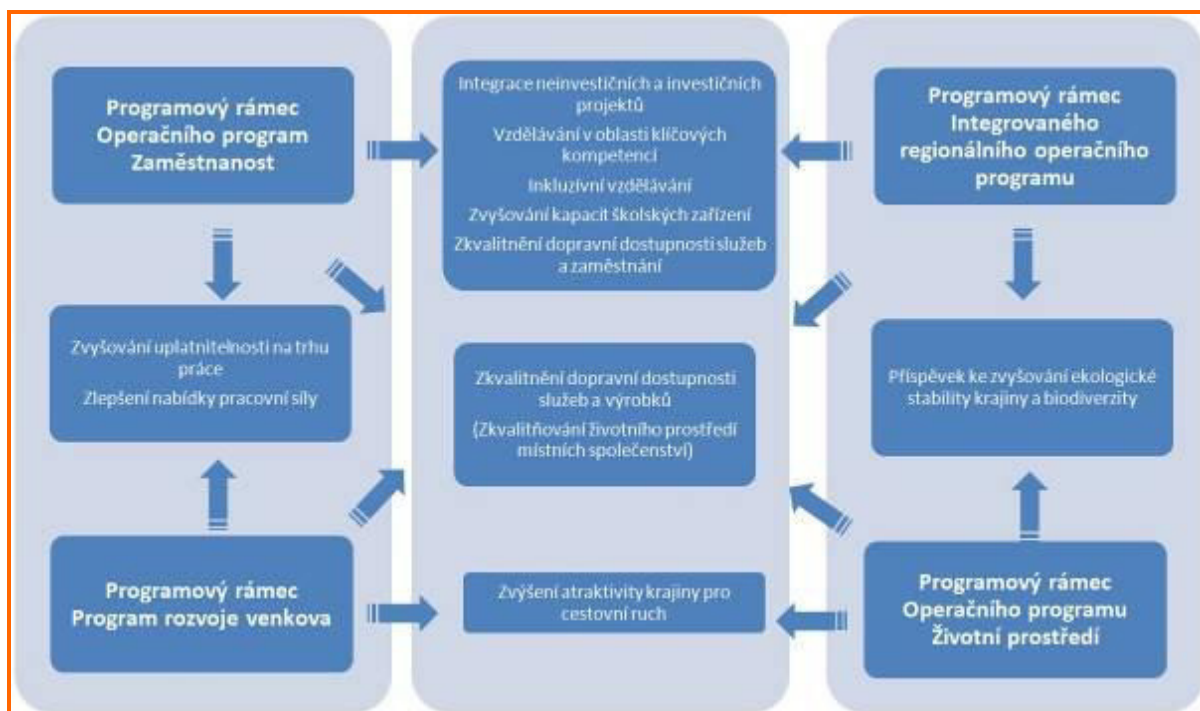 Programový rámec
Operačního program
Zaměstnanost
Zvyšování uplatnitelnosti na trhu
práce
Zlepšení nabídky pracovní síly
Programový rámec
Program rozvoje venkova
Integrace neinvestičních a investičních
projektů
Vzdělávání v oblasti klíčových
kompetencí
Inkluzívní vzdělávání
Zvyšování kapacit školských zařízení
Zkvalitnění dopravní dostupnosti služeb
a zaměstnání
Zkvalitnění dopravní dostupnosti
služeb a výrobků
(Zkvalitňování životního prostředí
místních společenství)
Zvýšení atraktivity krajiny pro
cestovní ruch
Programový rámec
Integrovaného
regionálního operačního
programu
Příspěvek ke zvyšování ekologické
stability krajiny a biodiverzity
Programový rámec
Operačního programu
Životní prostředí